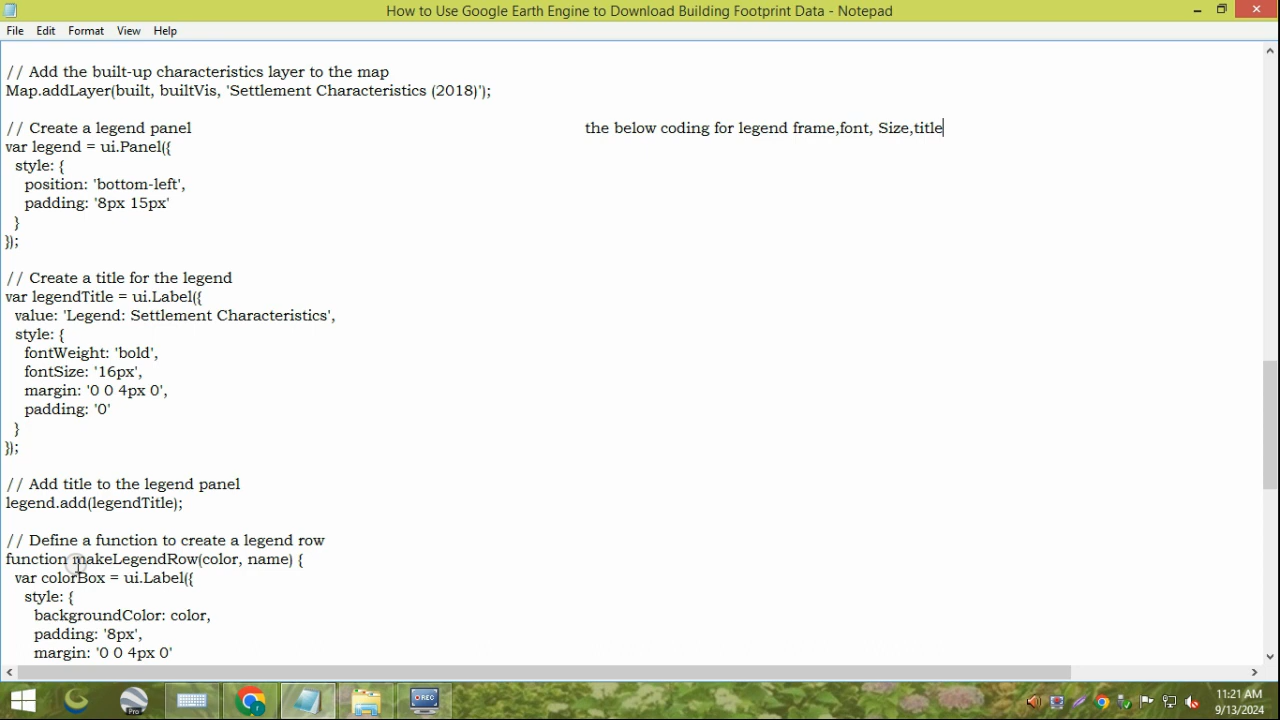 How to Use Google Earth Engine to Download Building Footprint Data - Notepad
File Edit Format View Help
// Add the built-up characteristics layer to the map
Map.addLayer(built, builtVis, 'Settlement Characteristics (2018)');
// Create a legend panel the below coding for legend frame,font, Size,title
var legend = ui.Panel({
style: {
position: 'bottom-left',
padding: '8px 15px'
}
});
// Create a title for the legend
var legendTitle = ui.Label({
value: 'Legend: Settlement Characteristics',
style: {
fontWeight: 'bold',
fontSize: '16px',
margin: '0 0 4px 0',
padding: '0'
}
});
// Add title to the legend panel
legend.add(legendTitle);
// Define a function to create a legend row
function makeLegendRow(color, name) {
var colorBox = ui.Label({
style: {
backgroundColor: color,
padding: '8px',
margin: '0 0 4px 0'
Pro
REC
11:21 AM
9/13/2024